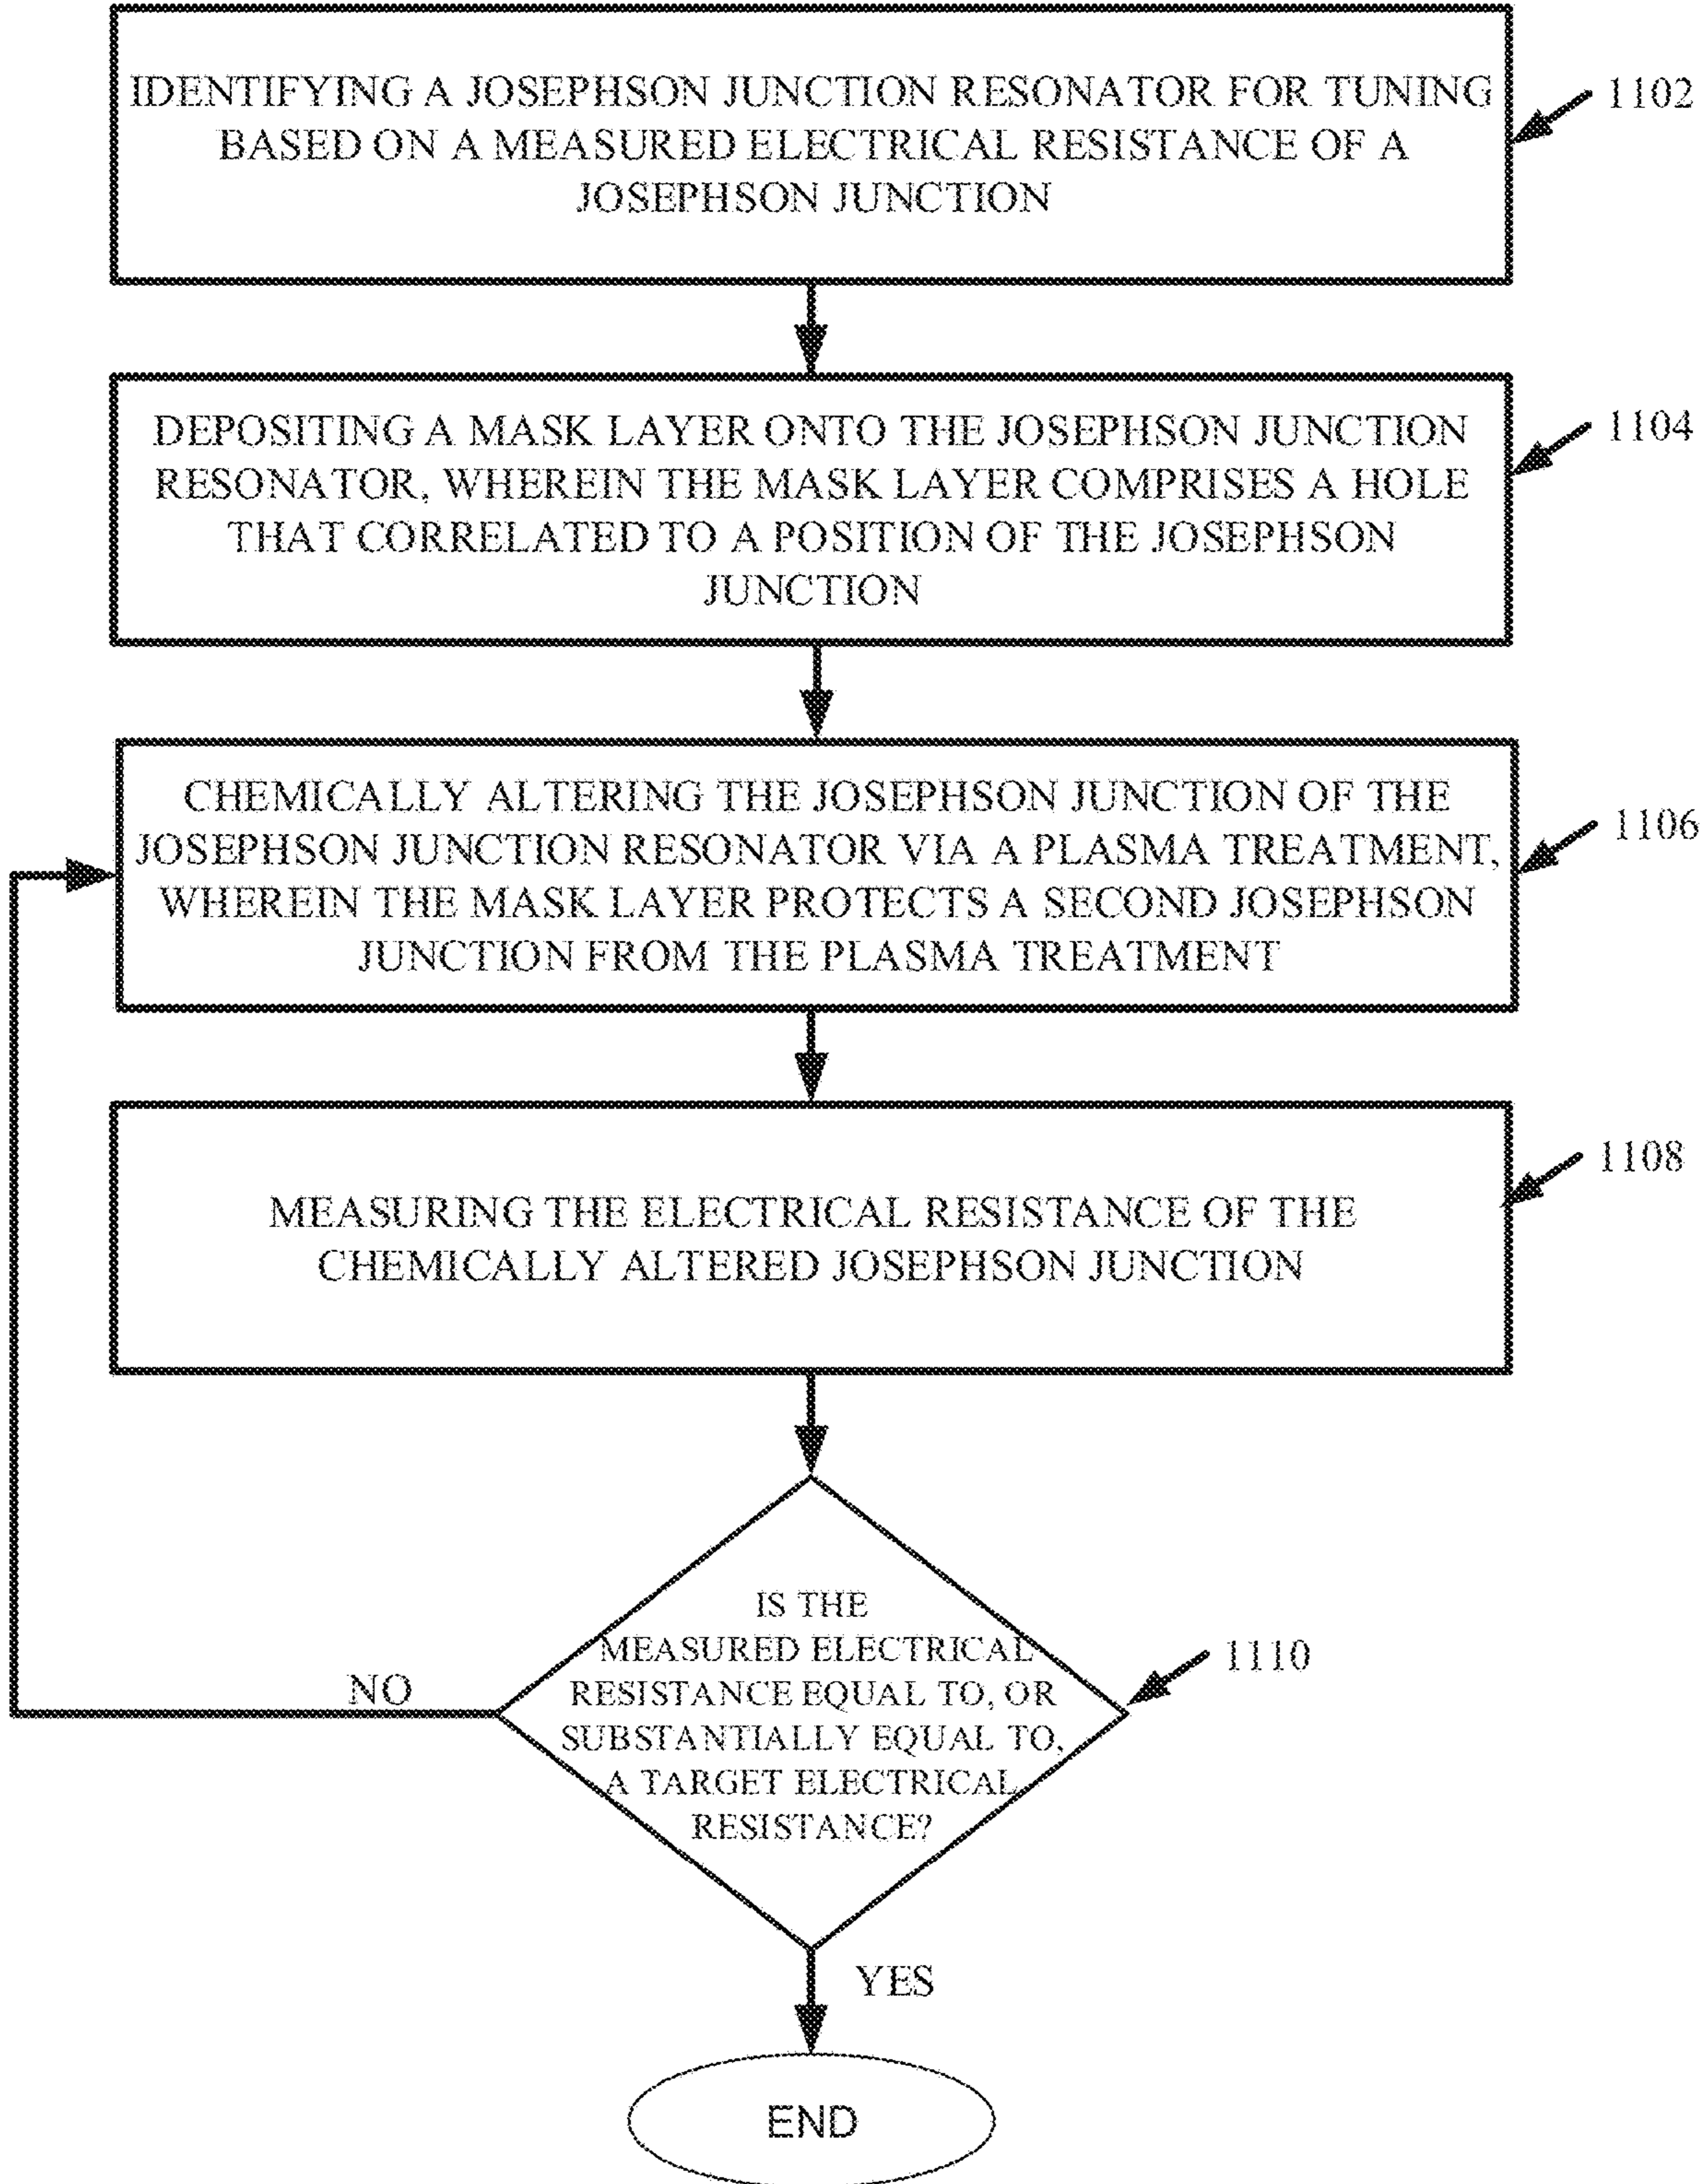 IDENTIFYING A JOSEPHSON JUNCTION RESONATOR FOR TUNING
BASED ON A MEASURED ELECTRICAL RESISTANCE OF A
JOSEPHSON JUNCTION
1102
DEPOSITING A MASK LAYER ONTO THE JOSEPHSON JUNCTION
RESONATOR, WHEREIN THE MASK LAYER COMPRISES A HOLE
THAT CORRELATED TO A POSITION OF THE JOSEPHSON
JUNCTION
1104
CHEMICALLY ALTERING THE JOSEPHSON JUNCTION OF THE
JOSEPHSON JUNCTION RESONATOR VIA A PLASMA TREATMENT,
WHEREIN THE MASK LAYER PROTECTS A SECOND JOSEPHSON
JUNCTION FROM THE PLASMA TREATMENT
1106
MEASURING THE ELECTRICAL RESISTANCE OF THE
CHEMICALLY ALTERED JOSEPHSON JUNCTION
1108
IS THE
MEASURED ELECTRICAL
RESISTANCE EQUAL TO, OR
SUBSTANTIALLY EQUAL TO,
A TARGET ELECTRICAL
RESISTANCE?
1110
NO
YES
END